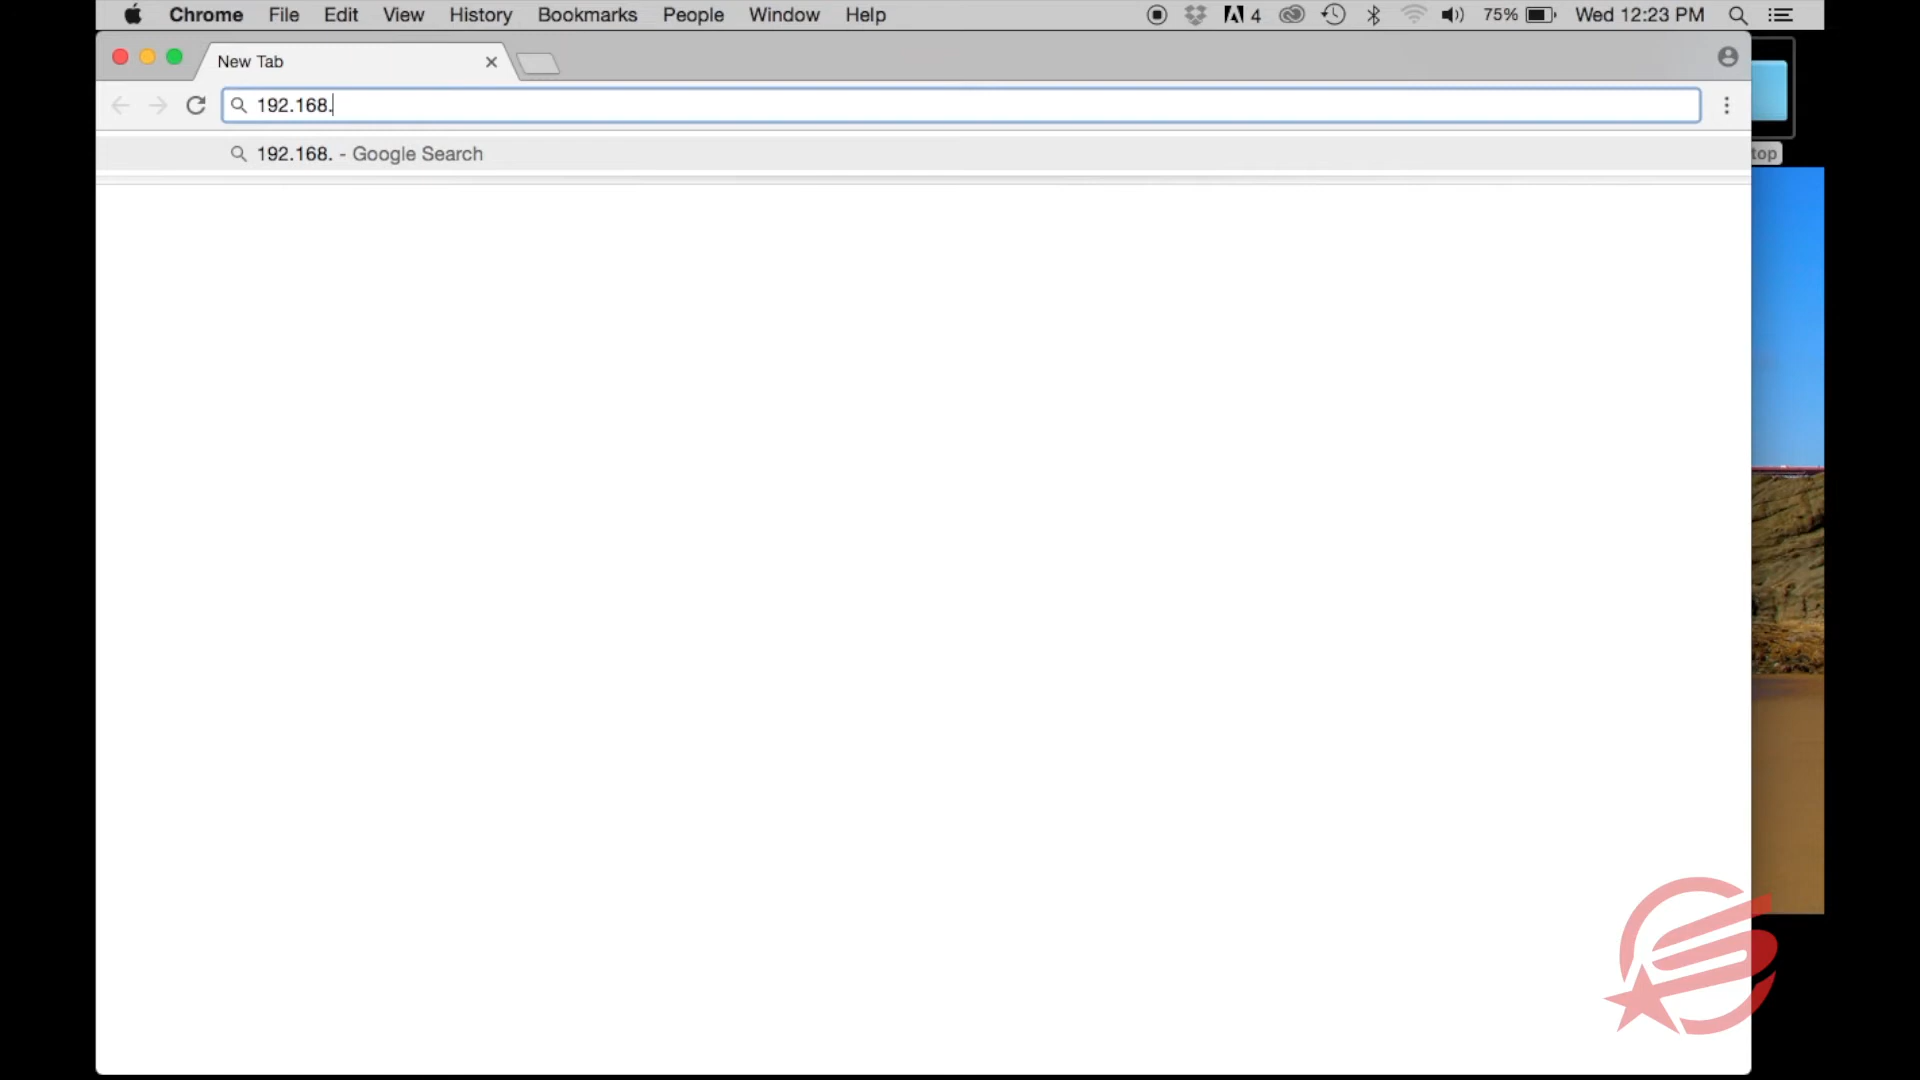 Chrome File Edit View History Bookmarks People Window Help 4 75% Wed 12:23 PM
New Tab
192.168.
192.168. - Google Search
top